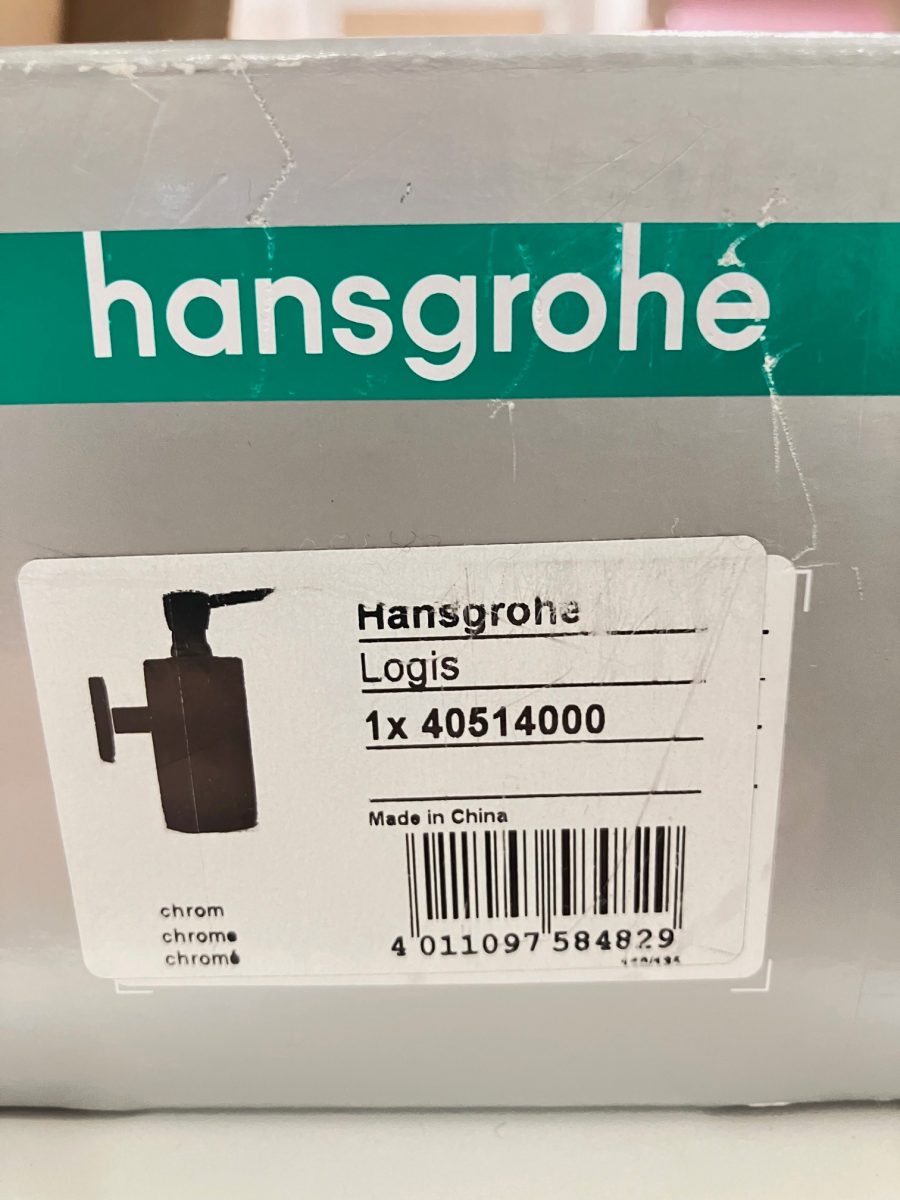 hansgrohe
Hansgrohe
Logis
1x 40514000
Made in China
chrom
chrome
chromé
4 011097 584829